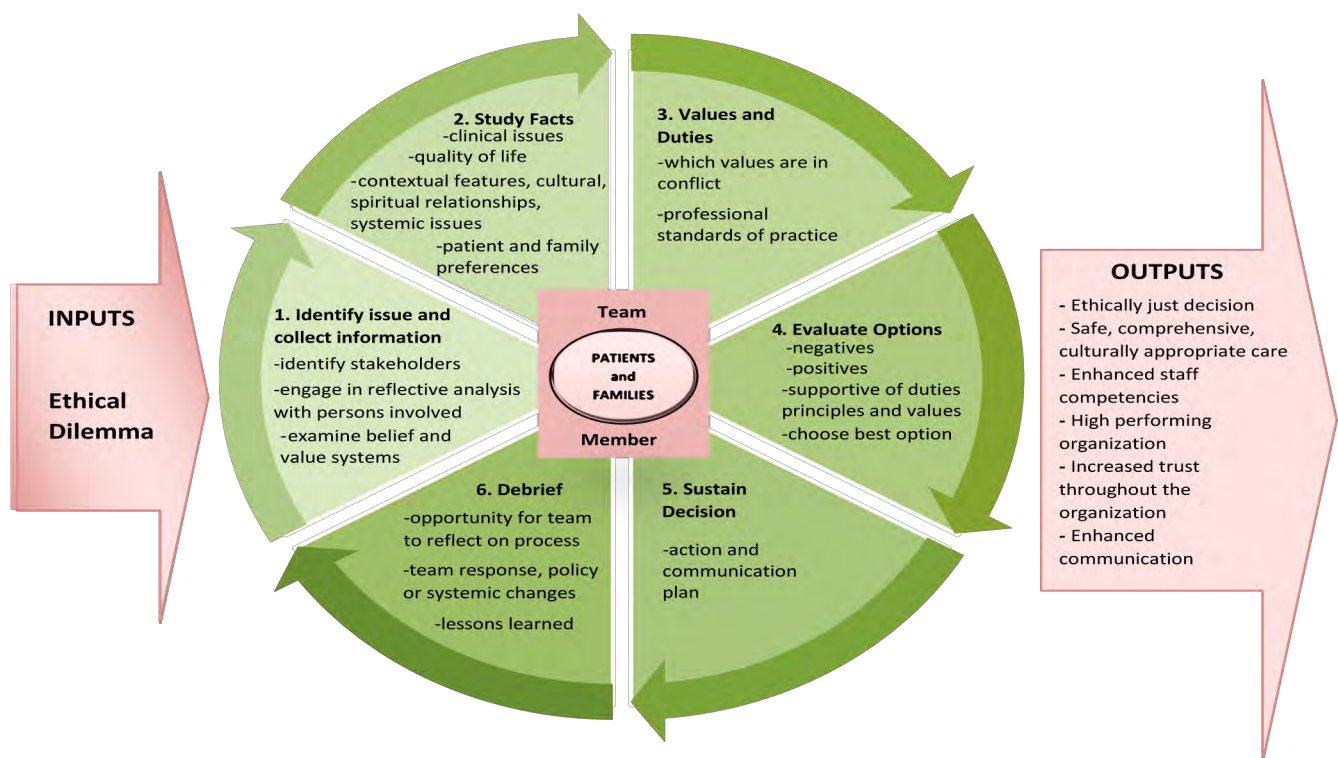 INPUTS
Ethical
Dilemma
1. Identify issue and
collect information
-identify stakeholders
-engage in reflective analysis
with persons involved
-examine belief and
value systems
2. Study Facts
-clinical issues
-quality of life
-contextual features, cultural,
spiritual relationships,
systemic issues
-patient and family
preferences
3. Values and
Duties
-which values are in
conflict
-professional
standards of practice
4. Evaluate Options
-negatives
-positives
-supportive of duties
principles and values
-choose best option
5. Sustain
Decision
-action and
communication
plan
6. Debrief
-opportunity for team
to reflect on process
-team response, policy
or systemic changes
-lessons learned
Team
PATIENTS
and
FAMILIES
Member
OUTPUTS
- Ethically just decision
- Safe, comprehensive,
culturally appropriate care
- Enhanced staff
competencies
- High performing
organization
- Increased trust
throughout the
organization
- Enhanced
communication